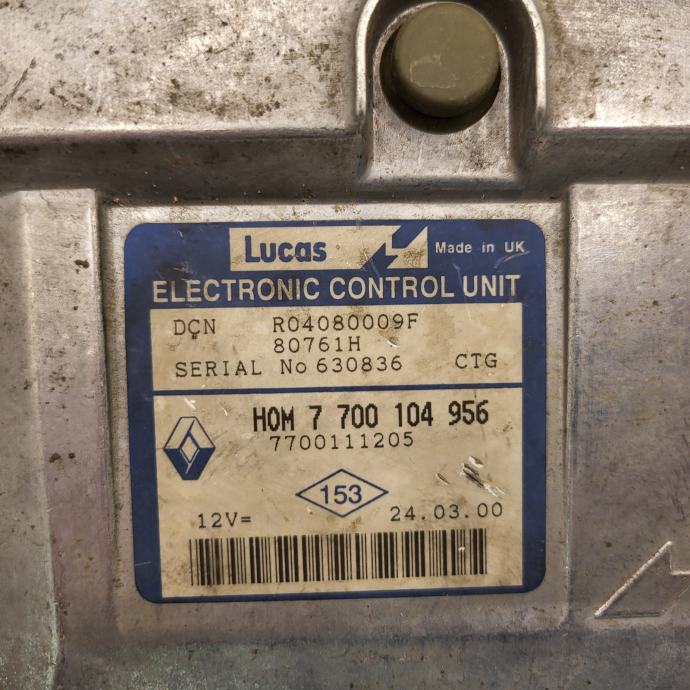 Lucas
Made in UK
ELECTRONIC CONTROL UNIT
DCN R04080009F
80761H
SERIAL No 630836 CTG
HOM 7 700 104 956
7700111205
153
12V= 24.03.00